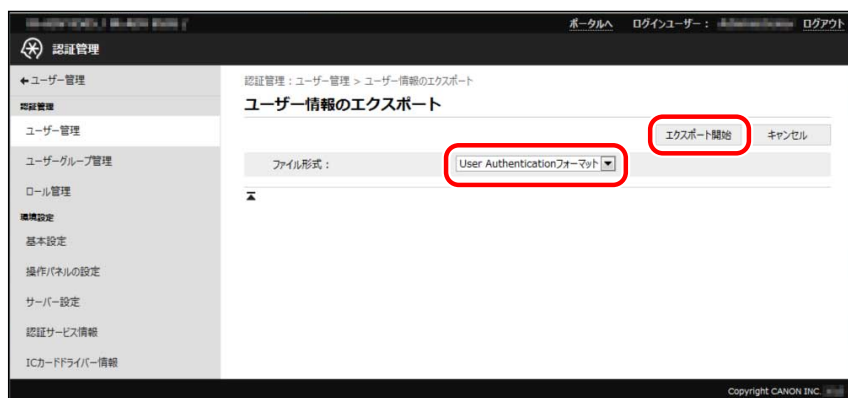 ポータルへ ログインユーザー： ログアウト
認証管理
ユーザー管理
認証管理：ユーザー管理 > ユーザー情報のエクスポート
認証管理
ユーザー情報のエクスポート
ユーザー管理
エクスポート開始 キャンセル
ユーザーグループ管理
ファイル形式： User Authenticationフォーマット
ロール管理
環境設定
基本設定
操作パネルの設定
サーバー設定
認証サービス情報
ICカードドライバー情報
Copyright CANON INC.